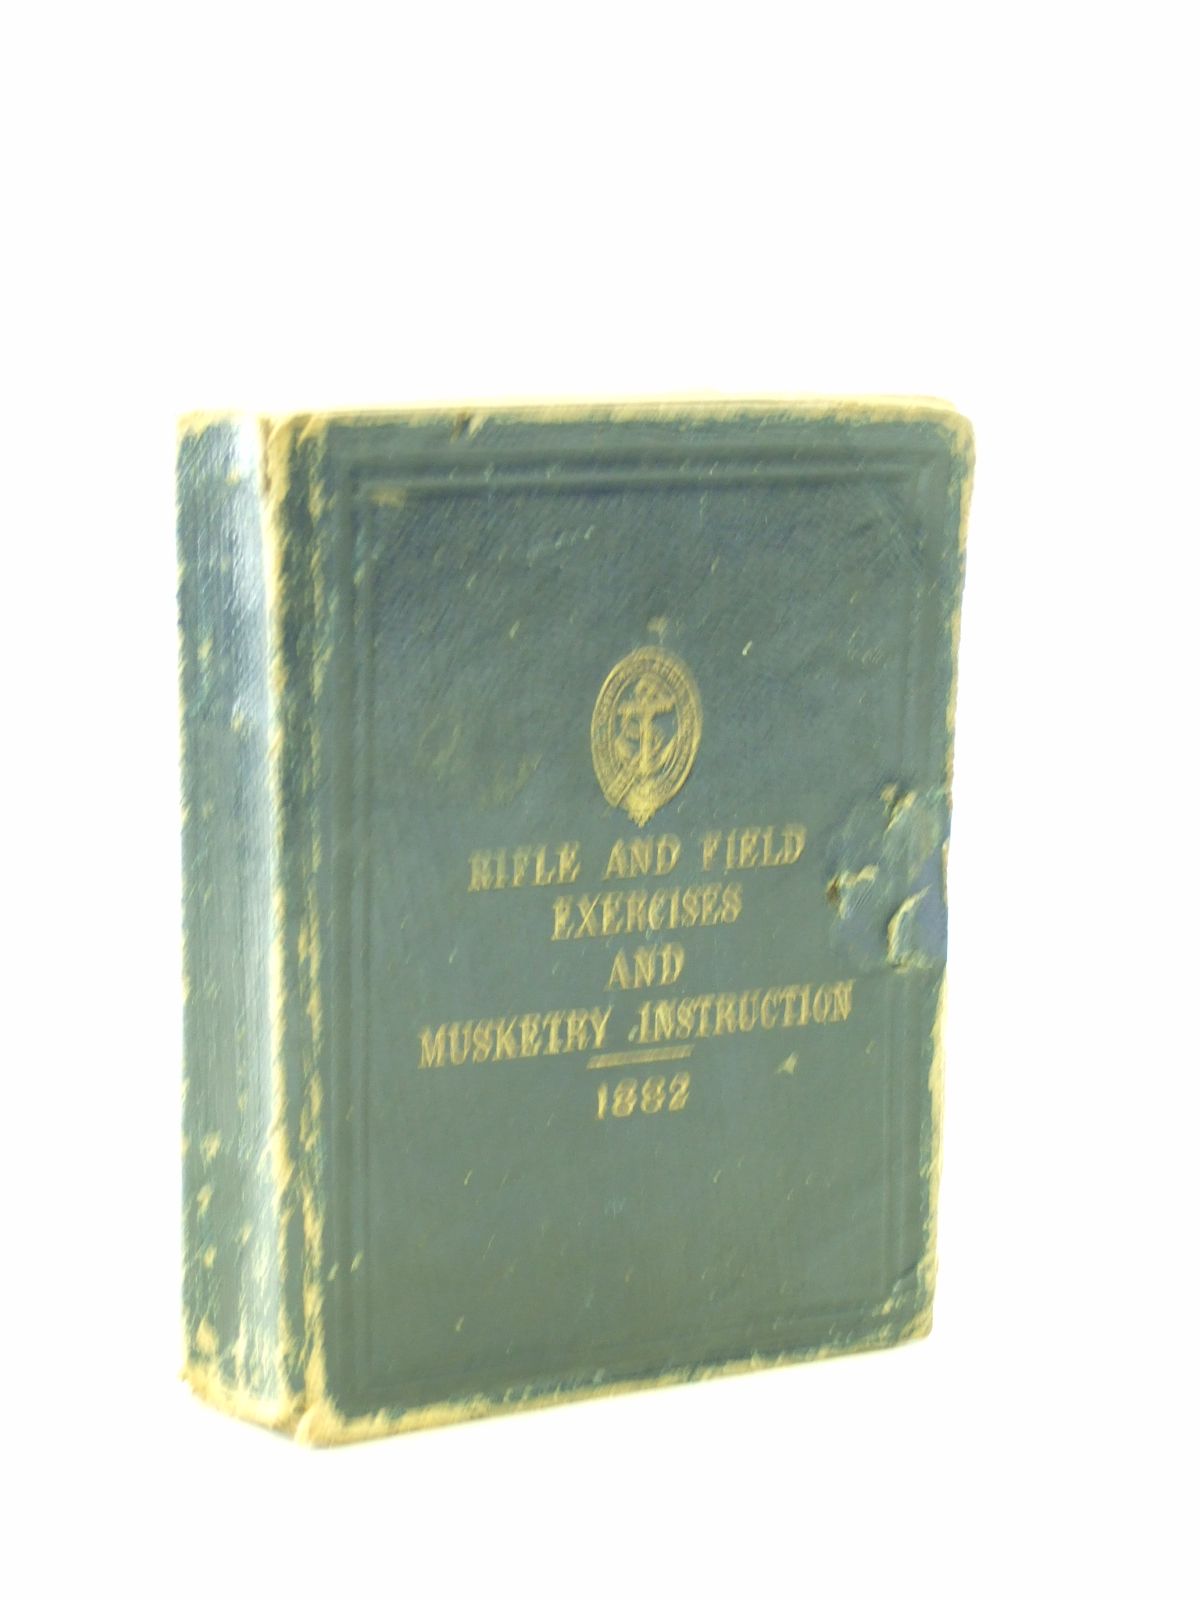 RIFLE AND FIELD
EXERCISES
AND
MUSKETRY INSTRUCTION
1882